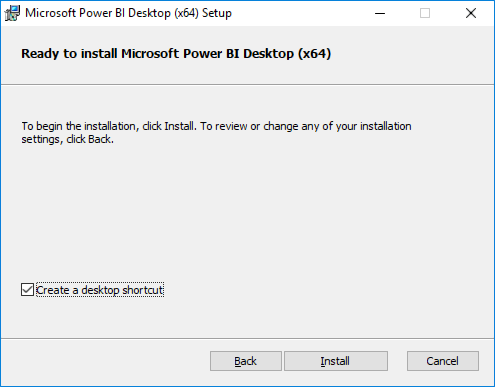 Microsoft Power BI Desktop (x64) Setup
Ready to install Microsoft Power BI Desktop (x64)
To begin the installation, click Install. To review or change any of your installation
settings, click Back.
Create a desktop shortcut
Back Install Cancel